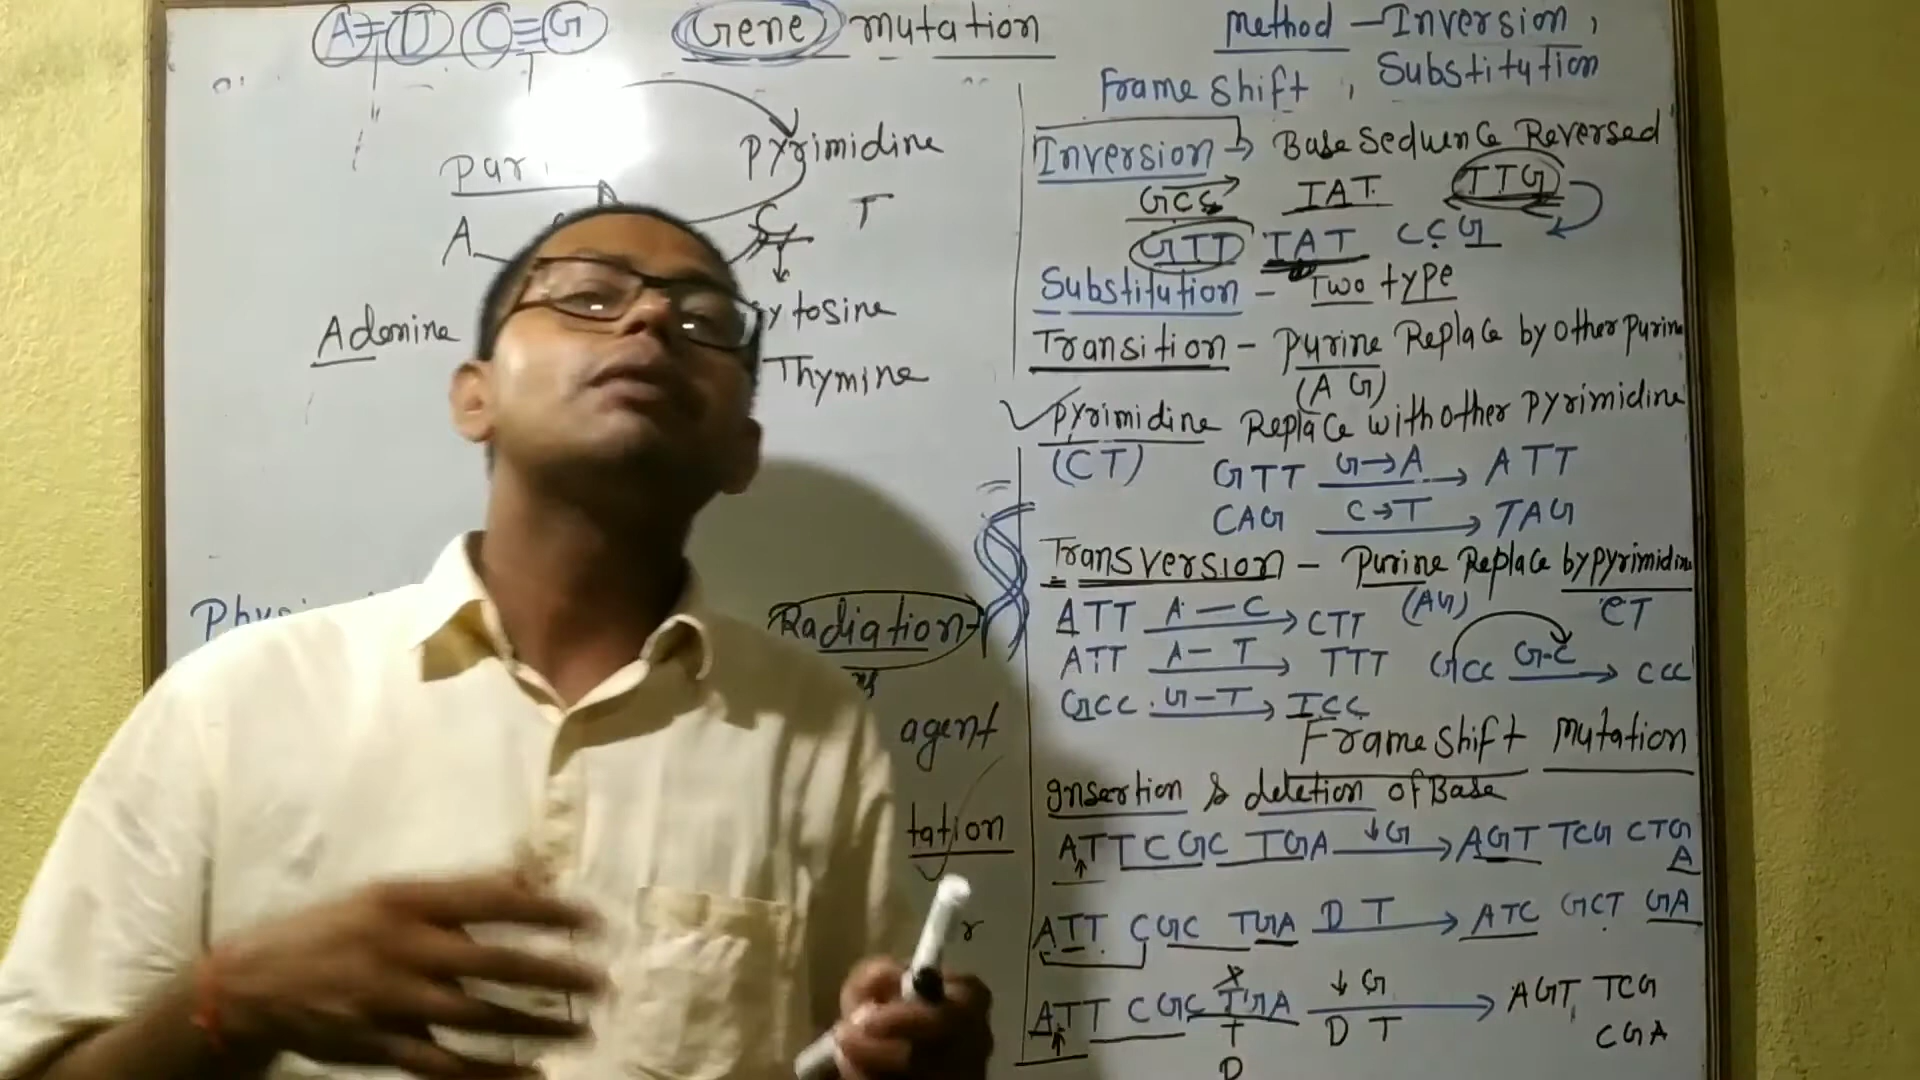 A=T C≡G Gene mutation
Pyrimidine
A C T
Adenine Cytosine
Thymine
Radiation
agent
tation
method - Inversion,
Frame shift, Substitution
Inversion → Base Sequence Reversed
GCC TAT TTG
GTT TAT CCG
Substitution - Two type
Transition - Purine Replace by other purine
(A G)
Pyrimidine Replace with other pyrimidine
(CT) GTT G→A ATT
CAG C→T TAG
Transversion - Purine Replace by pyrimidine
(AG) CT
ATT A-C CTT
ATT A-T TTT GCC G-C CCC
GCC G-T TCC
Frame shift mutation
Insertion & deletion of Base
ATT CGC TGA ↓G AGT TCG CTG
A
ATT CGC TGA D T ATC GCT GA
ATT CGC TGA ↓G AGT TCG
T D T CGA
D